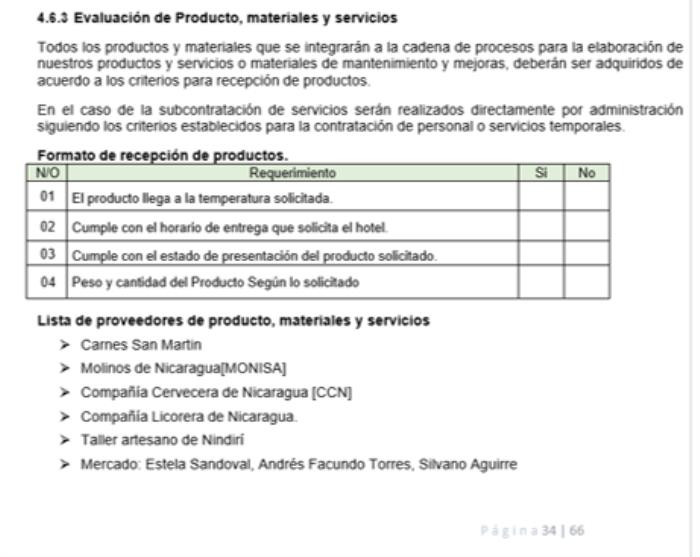 4.6.3 Evaluación de Producto, materiales y servicios
Todos los productos y materiales que se integrarán a la cadena de procesos para la elaboración de
nuestros productos y servicios o materiales de mantenimiento y mejoras, deberán ser adquiridos de
acuerdo a los criterios para recepción de productos.
En el caso de la subcontratación de servicios serán realizados directamente por administración
siguiendo los criterios establecidos para la contratación de personal o servicios temporales.
Formato de recepción de productos.
N/O Requerimiento Si No
01 El producto llega a la temperatura solicitada.
02 Cumple con el horario de entrega que solicita el hotel.
03 Cumple con el estado de presentación del producto solicitado.
04 Peso y cantidad del Producto Según lo solicitado
Lista de proveedores de producto, materiales y servicios
➤ Carnes San Martin
➤ Molinos de Nicaragua[MONISA]
➤ Compañía Cervecera de Nicaragua [CCN]
➤ Compañía Licorera de Nicaragua.
➤ Taller artesano de Nindirí
➤ Mercado: Estela Sandoval, Andrés Facundo Torres, Silvano Aguirre
Página 34 | 66